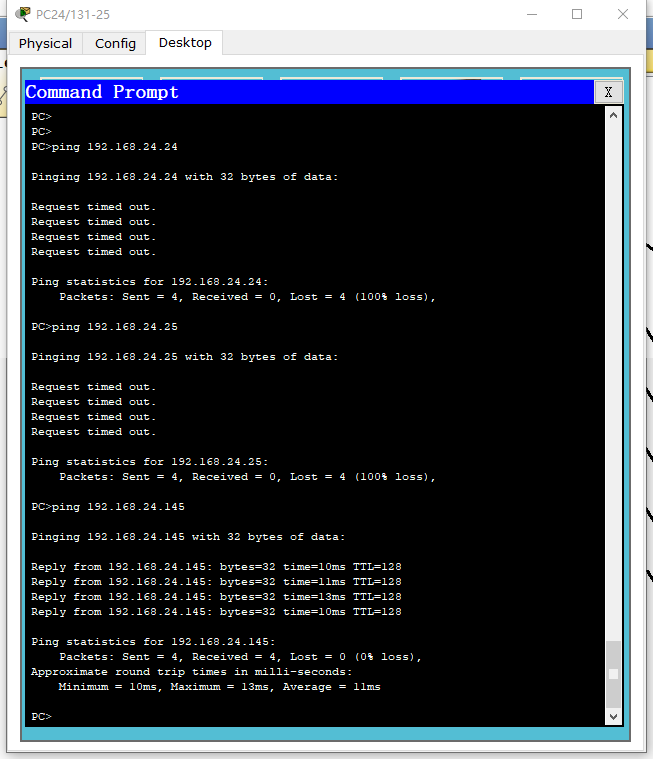 PC24/131-25
Physical
Config
Desktop
Command Prompt
X
PC>
PC>
PC>ping 192.168.24.24
Pinging 192.168.24.24 with 32 bytes of data:
Request timed out.
Request timed out.
Request timed out.
Request timed out.
Ping statistics for 192.168.24.24:
Packets: Sent = 4, Received = 0, Lost = 4 (100% loss),
PC>ping 192.168.24.25
Pinging 192.168.24.25 with 32 bytes of data:
Request timed out.
Request timed out.
Request timed out.
Request timed out.
Ping statistics for 192.168.24.25:
Packets: Sent = 4, Received = 0, Lost = 4 (100% loss),
PC>ping 192.168.24.145
Pinging 192.168.24.145 with 32 bytes of data:
Reply from 192.168.24.145: bytes=32 time=10ms TTL=128
Reply from 192.168.24.145: bytes=32 time=11ms TTL=128
Reply from 192.168.24.145: bytes=32 time=13ms TTL=128
Reply from 192.168.24.145: bytes=32 time=10ms TTL=128
Ping statistics for 192.168.24.145:
Packets: Sent = 4, Received = 4, Lost = 0 (0% loss),
Approximate round trip times in milli-seconds:
Minimum = 10ms, Maximum = 13ms, Average = 11ms
PC>